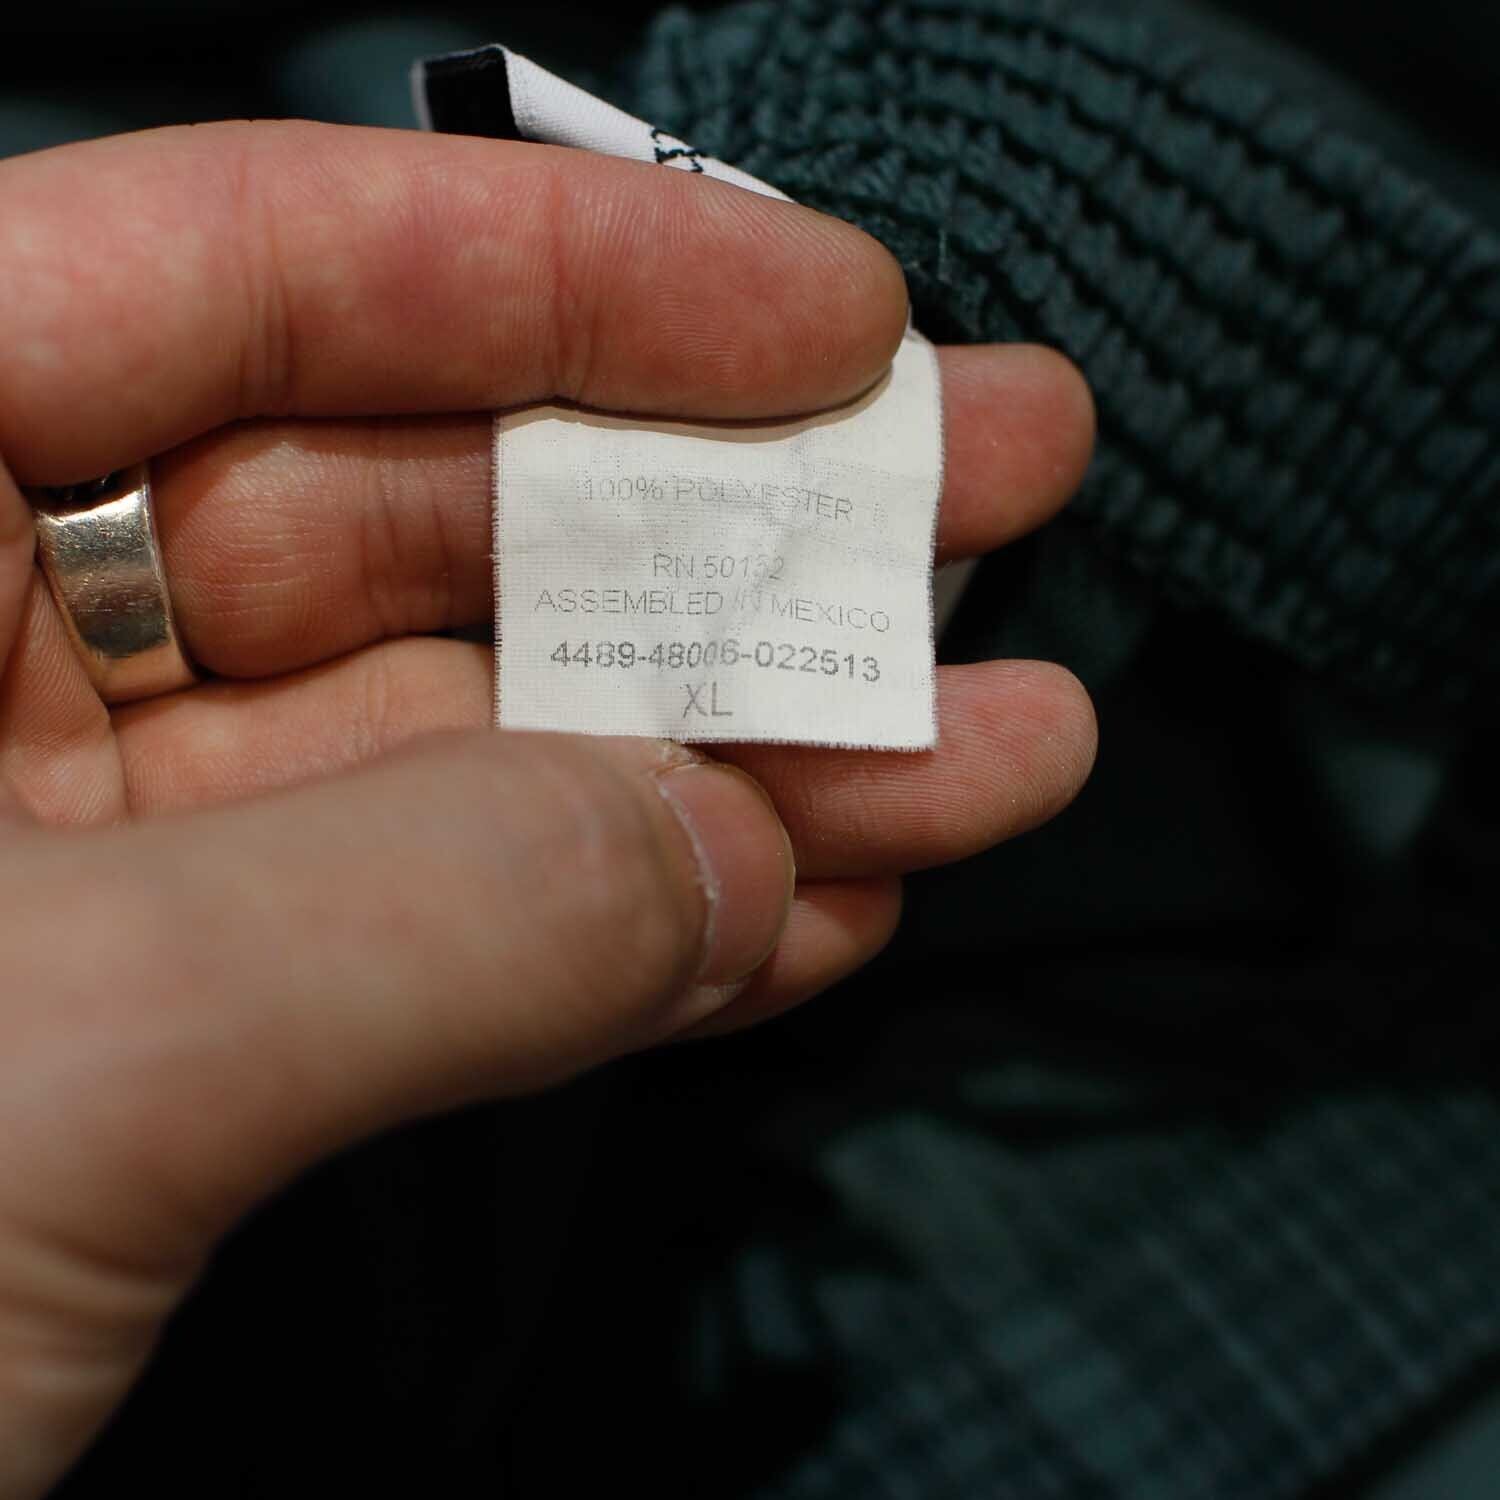 100% POLYESTER
RN 50132
ASSEMBLED IN MEXICO
4489-48006-022513
XL